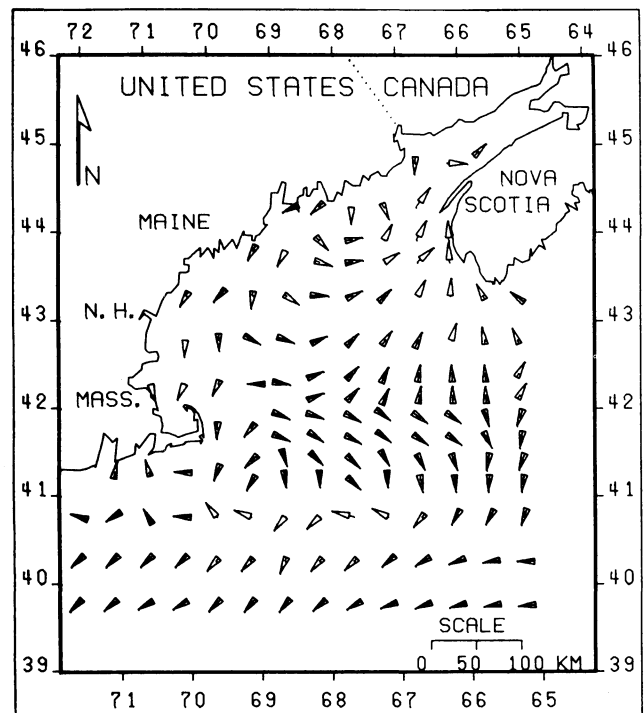 72 71 70 69 68 67 66 65 64
46 46
UNITED STATES CANADA
45 45
N
NOVA
SCOTIA
MAINE
44 44
N. H.
43 43
MASS.
42 42
41 41
40 40
SCALE
0 50 100 KM
39 39
71 70 69 68 67 66 65